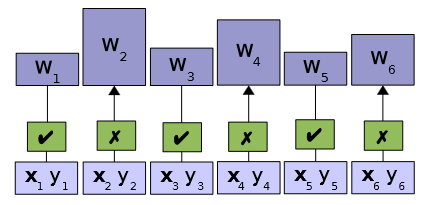 w1 w2 w3 w4 w5 w6
✔ ✗ ✔ ✗ ✔ ✗
x1 y1 x2 y2 x3 y3 x4 y4 x5 y5 x6 y6